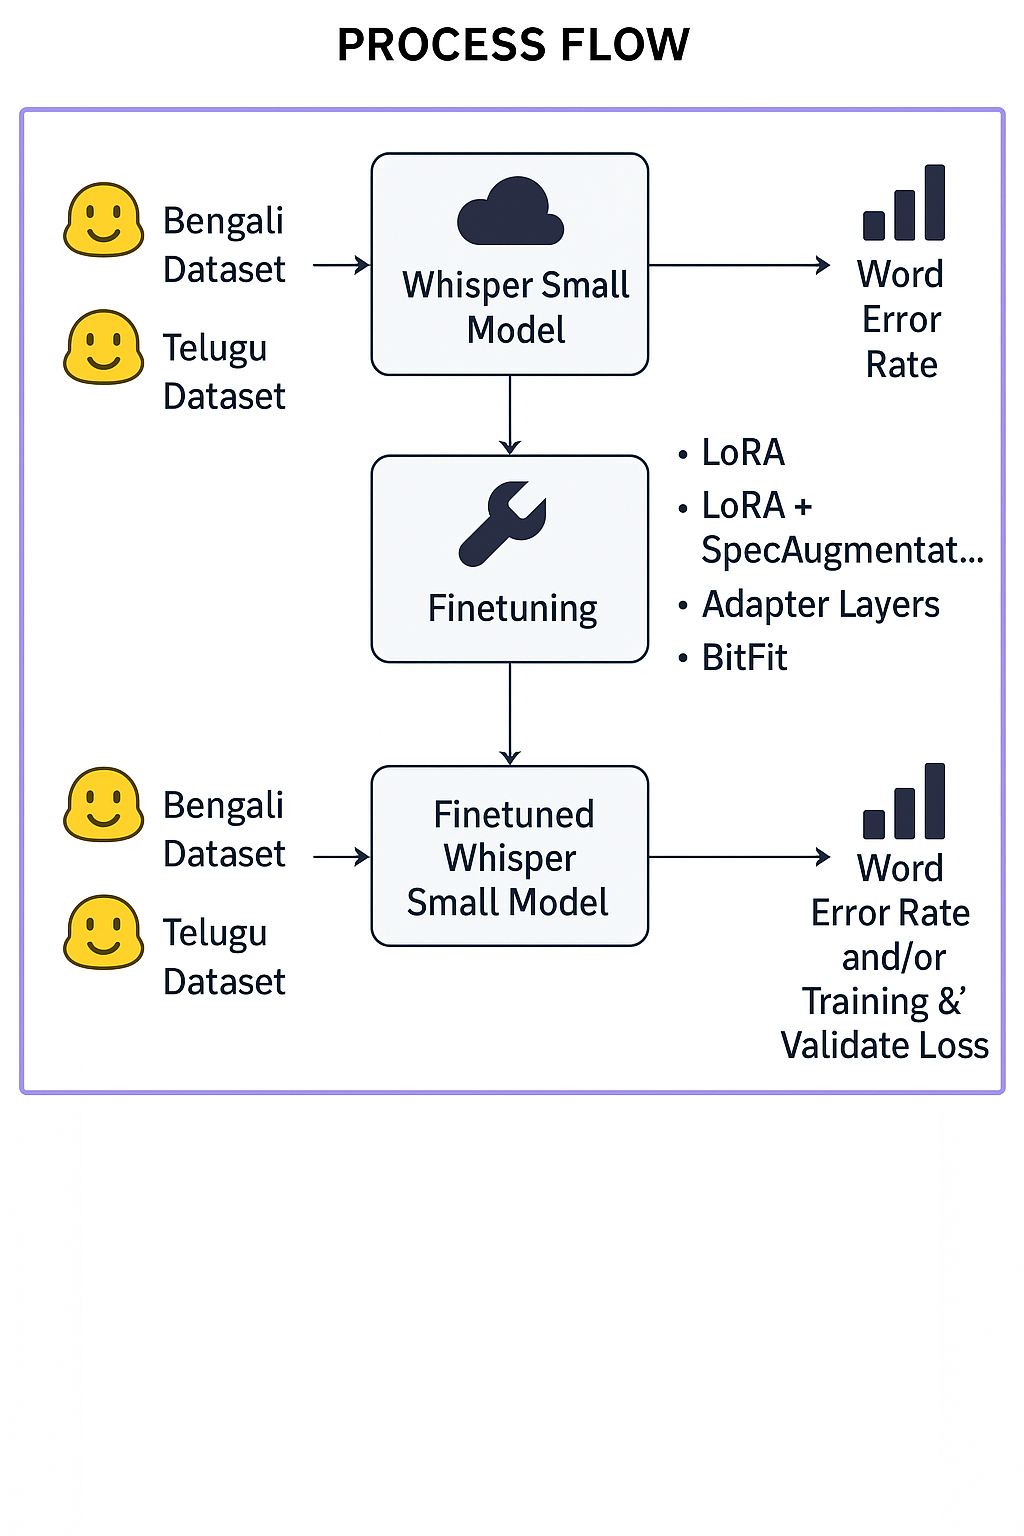 PROCESS FLOW
Bengali
Dataset
Telugu
Dataset
Whisper Small
Model
Word
Error
Rate
Finetuning
• LoRA
• LoRA +
SpecAugmentat...
• Adapter Layers
• BitFit
Bengali
Dataset
Telugu
Dataset
Finetuned
Whisper
Small Model
Word
Error Rate
and/or
Training &’
Validate Loss